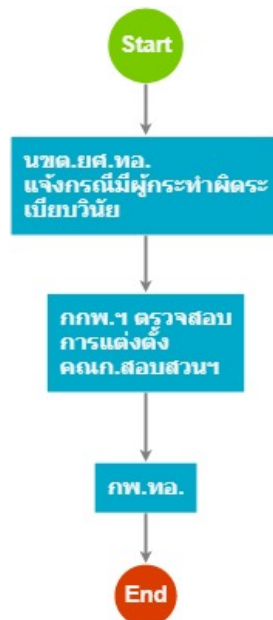 Start
นขต.ยศ.ทอ.
แจ้งกรณีมีผู้กระทำผิดระ
เบียบวินัย
กกพ.ฯ ตรวจสอบ
การแต่งตั้ง
คณก.สอบสวนฯ
กพ.ทอ.
End